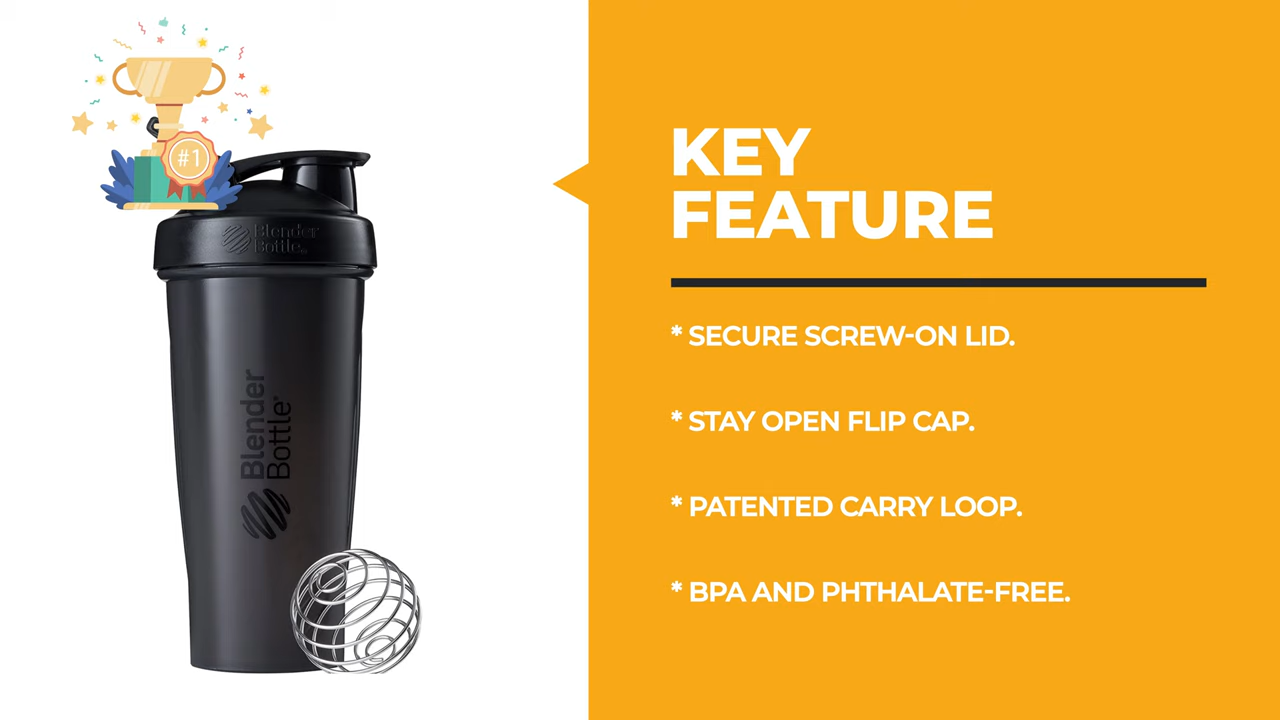 #1
Blender
Bottle
Blender
Bottle®
KEY
FEATURE
* SECURE SCREW-ON LID.
* STAY OPEN FLIP CAP.
* PATENTED CARRY LOOP.
* BPA AND PHTHALATE-FREE.